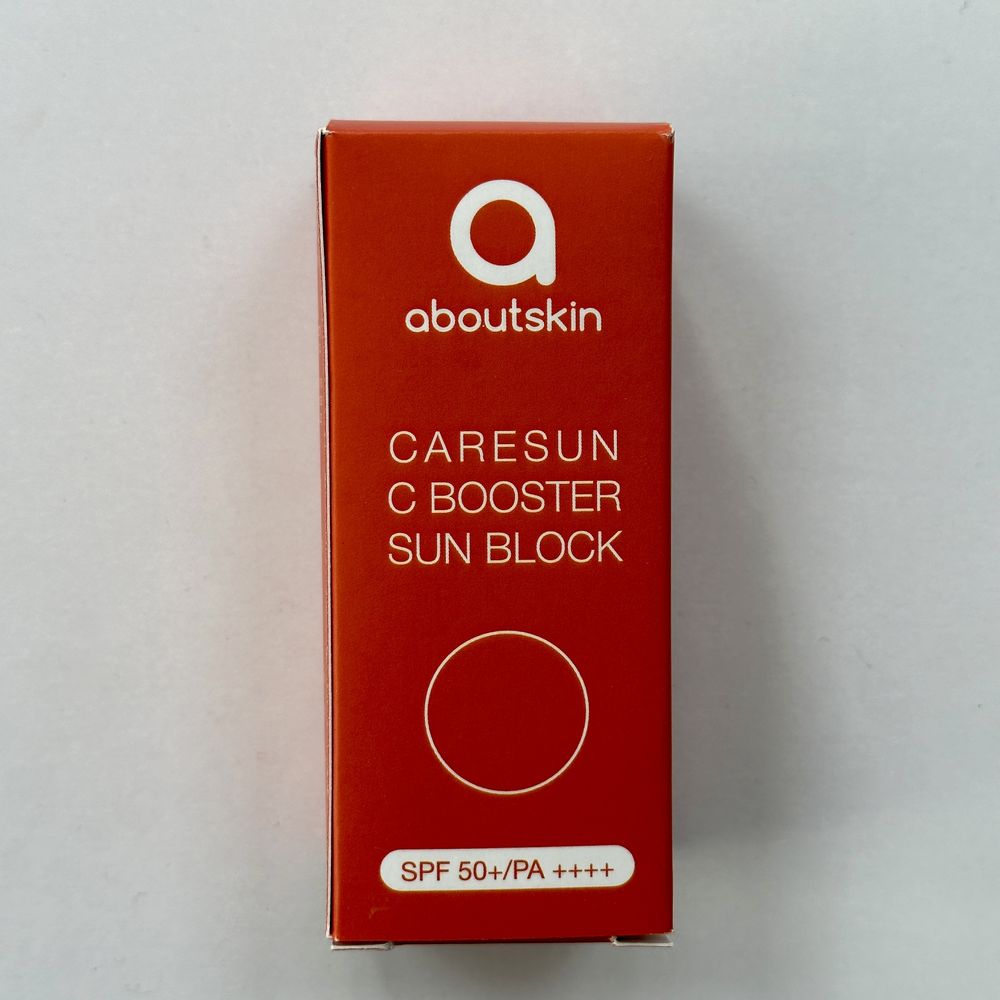 a
aboutskin
CARESUN
C BOOSTER
SUN BLOCK
SPF 50+/PA ++++